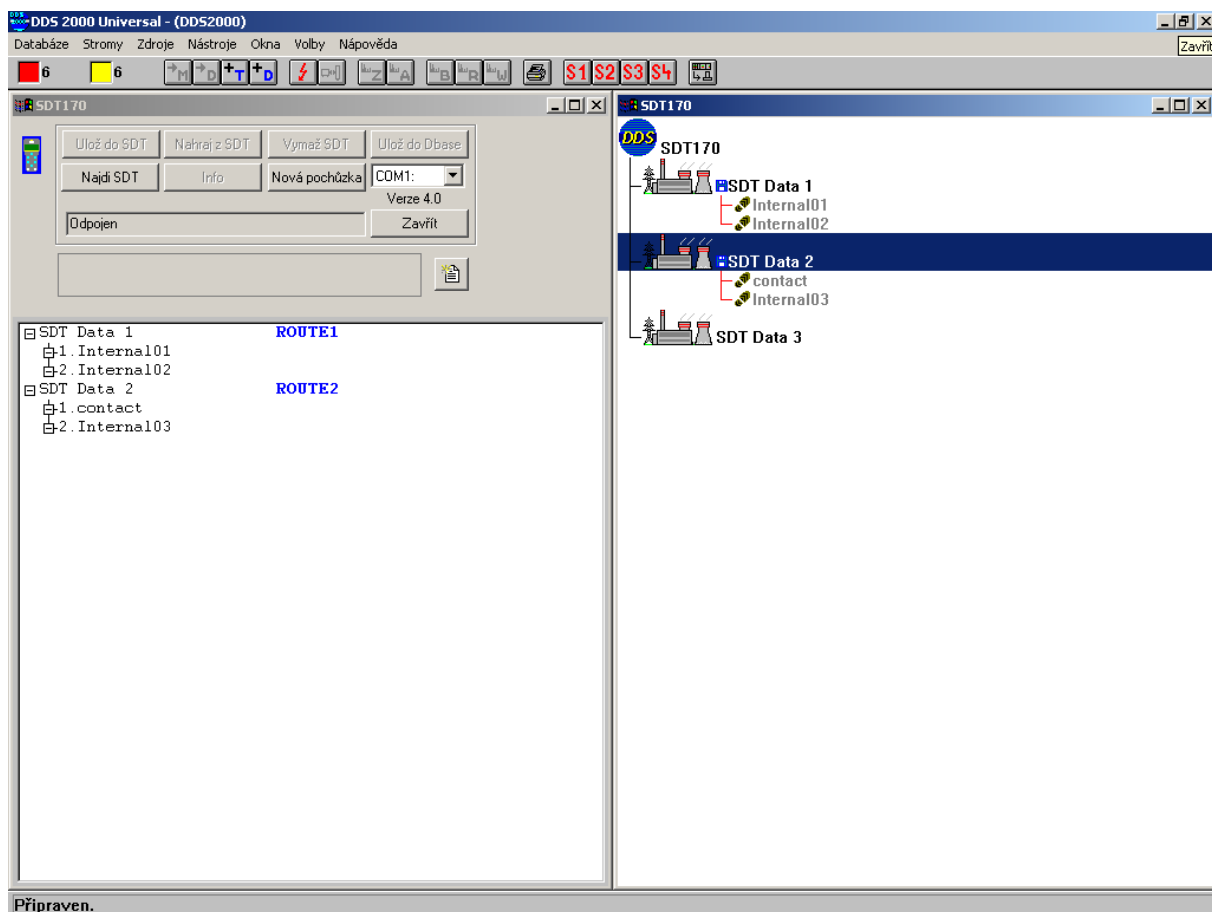 DDS 2000 Universal - (DDS2000)
Databáze Stromy Zdroje Nástroje Okna Volby Nápověda
Zavřít
6 6 M D +T +D Z A B R W S1 S2 S3 S4
SDT170
Ulož do SDT Nahraj z SDT Vymaž SDT Ulož do Dbase
Najdi SDT Info Nová pochůzka COM1:
Verze 4.0
Odpojen Zavřít
SDT Data 1 ROUTE1
1.Internal01
2.Internal02
SDT Data 2 ROUTE2
1.contact
2.Internal03
SDT170
DDS SDT170
SDT Data 1
Internal01
Internal02
SDT Data 2
contact
Internal03
SDT Data 3
Připraven.